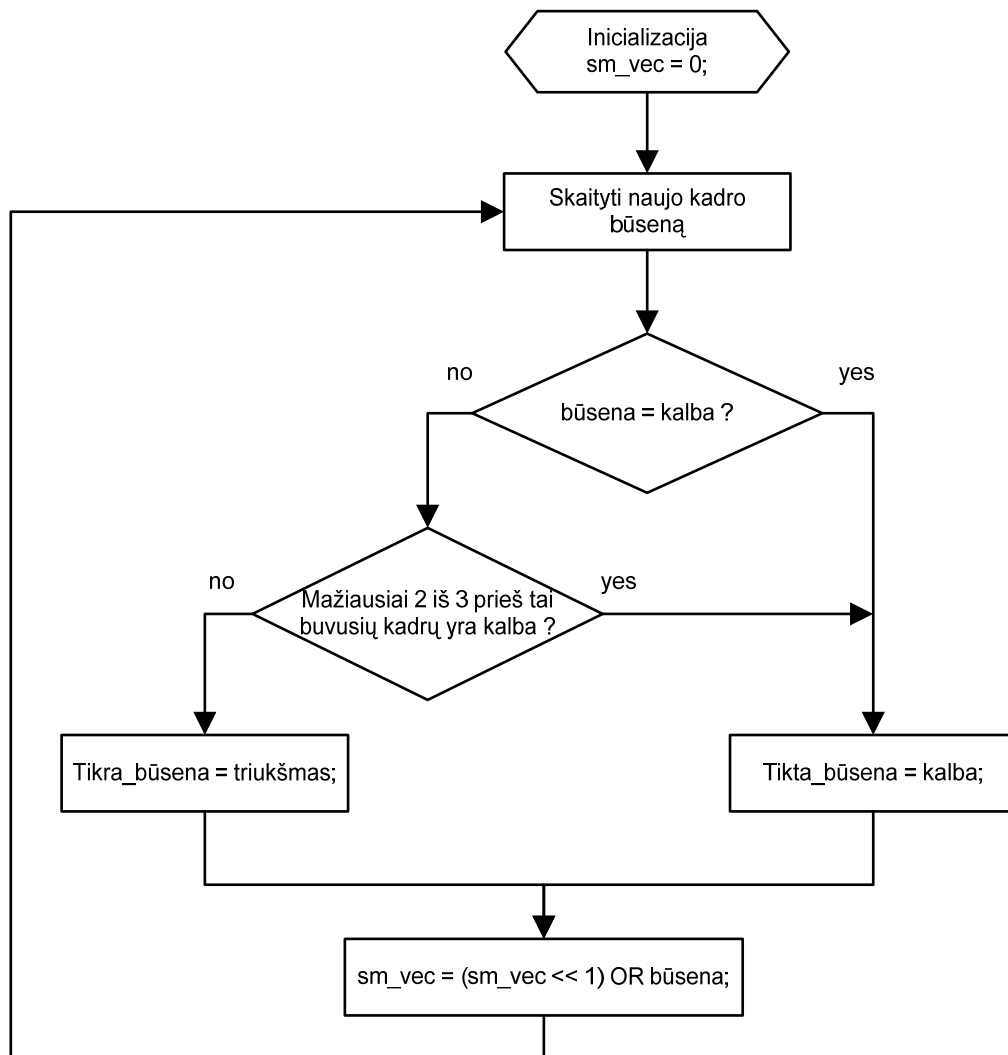 Inicializacija
sm_vec = 0;
Skaityti naujo kadro
būseną
no
yes
būsena = kalba ?
no
yes
Mažiausiai 2 iš 3 prieš tai
buvusių kadrų yra kalba ?
Tikra_būsena = triukšmas;
Tikta_būsena = kalba;
sm_vec = (sm_vec << 1) OR būsena;